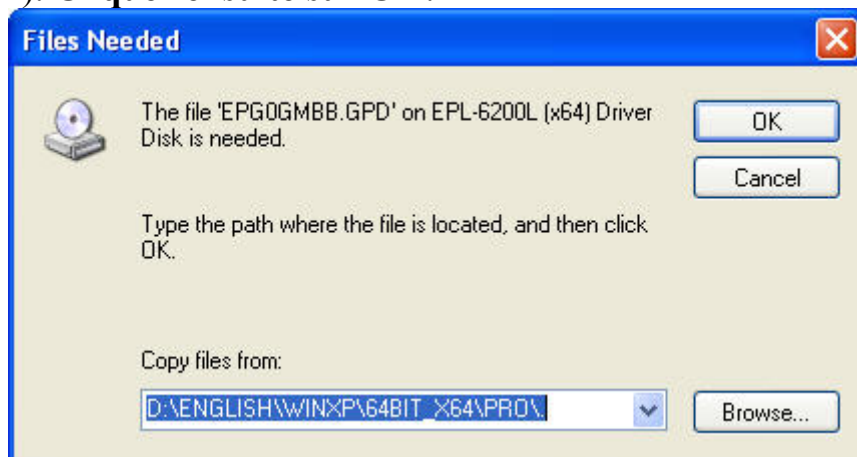 Files Needed
The file 'EPG0GMBB.GPD' on EPL-6200L (x64) Driver
Disk is needed.
OK
Cancel
Type the path where the file is located, and then click
OK.
Copy files from:
D:\ENGLISH\WINXP\64BIT_X64\PRO\.
Browse...